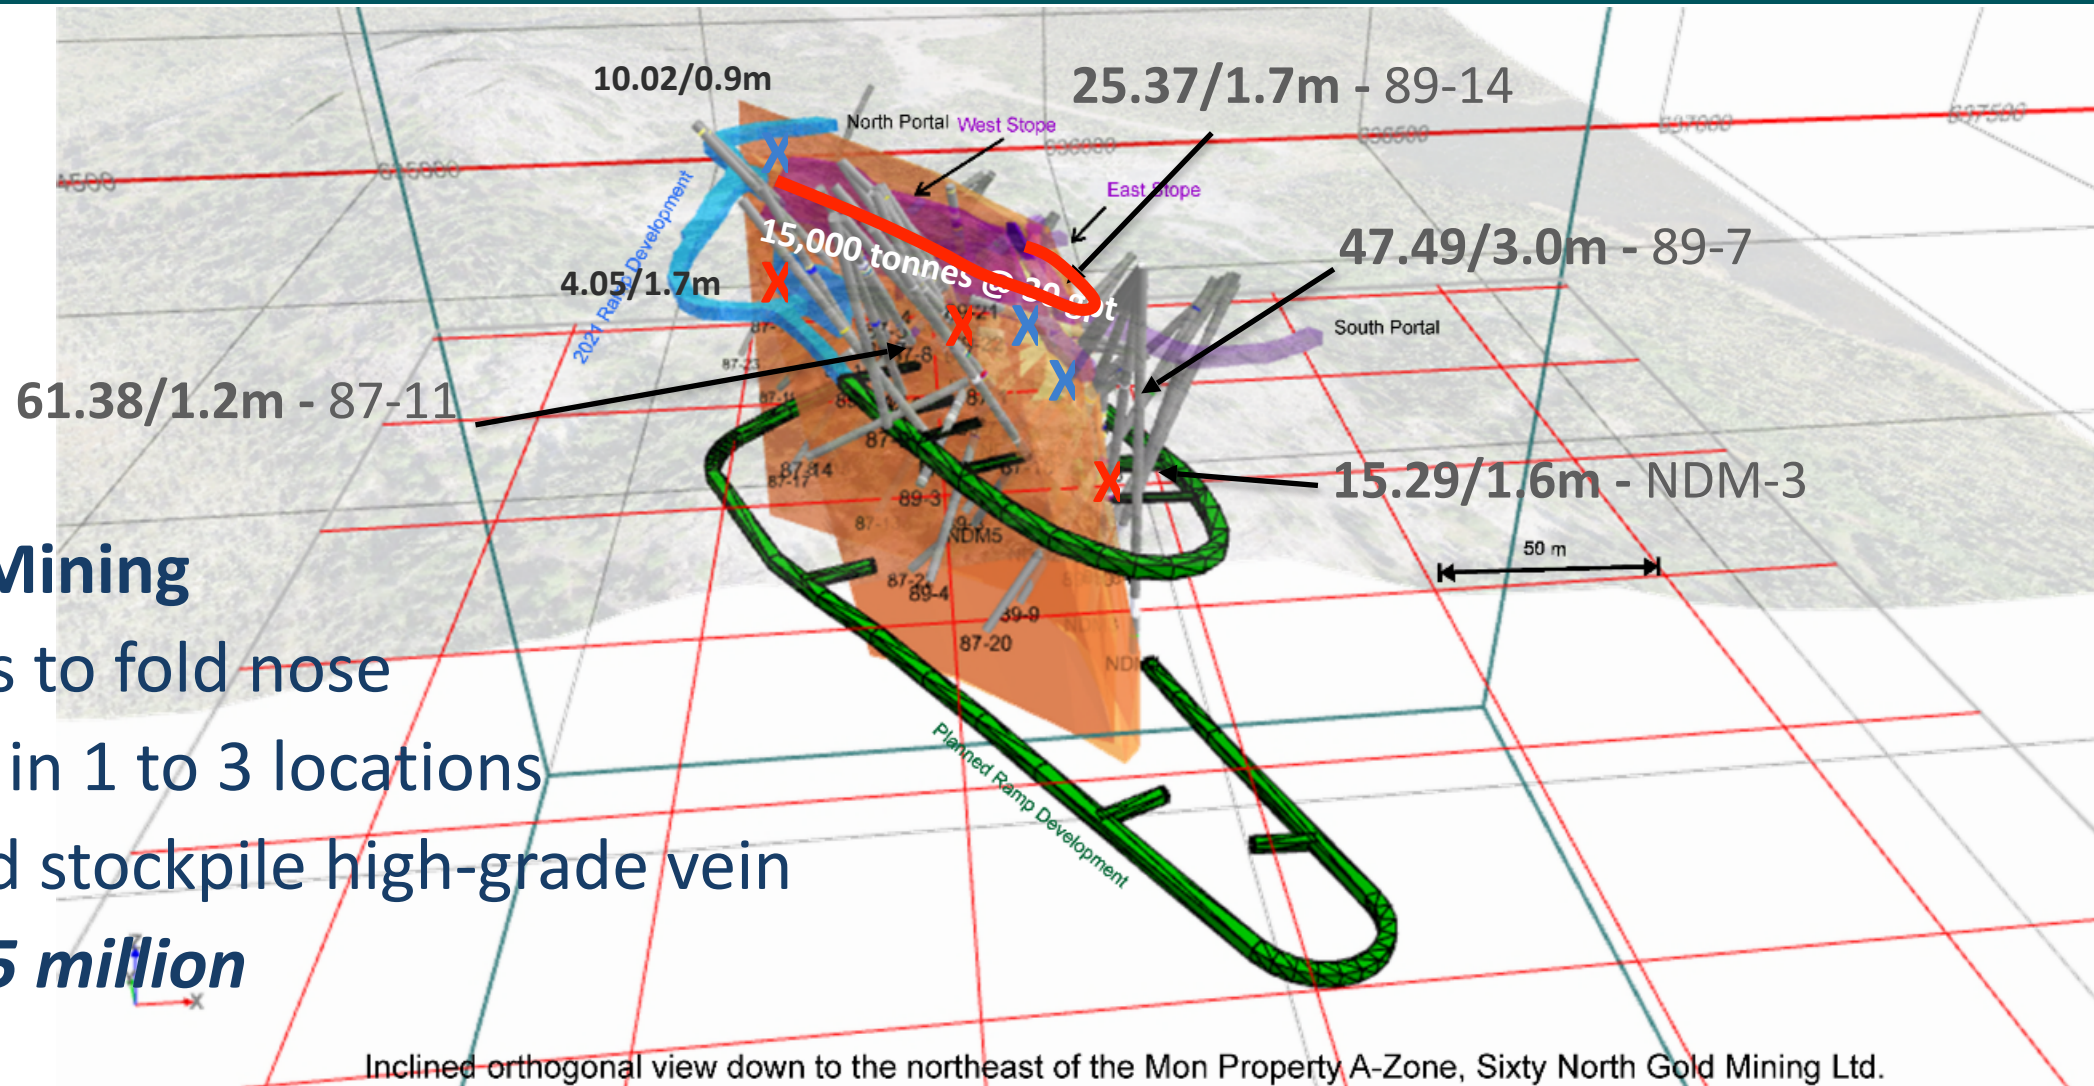 10.02/0.9m
25.37/1.7m - 89-14
North Portal
West Stope
East Stope
2021 Ramp Development
15,000 tonnes @ 30 gpt
47.49/3.0m - 89-7
4.05/1.7m
South Portal
61.38/1.2m - 87-11
15.29/1.6m - NDM-3
87-23
87-14
87-17
89-3
NDM5
89-4
89-9
87-20
50 m
Mining
s to fold nose
in 1 to 3 locations
d stockpile high-grade vein
5 million
Planned Ramp Development
X
Inclined orthogonal view down to the northeast of the Mon Property A-Zone, Sixty North Gold Mining Ltd.